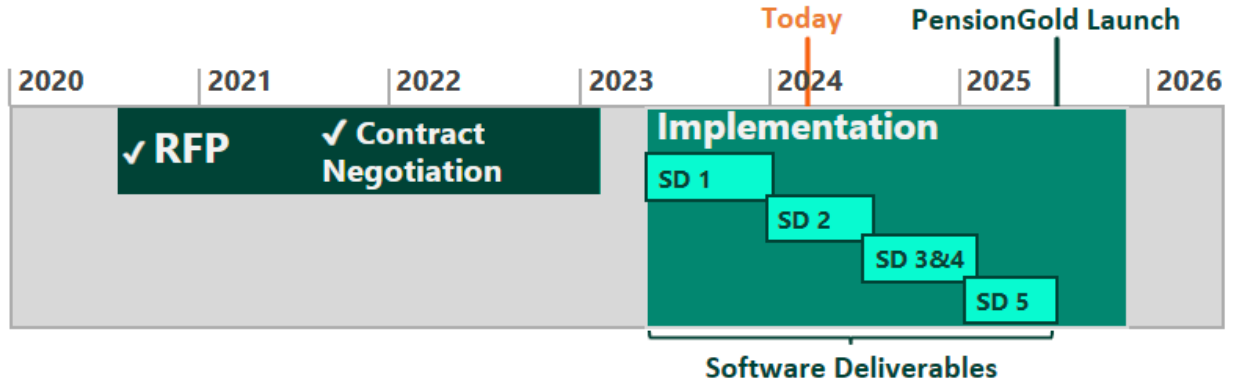 Today
PensionGold Launch
2020
2021
2022
2023
2024
2025
2026
✓ RFP
✓ Contract
Negotiation
Implementation
SD 1
SD 2
SD 3&4
SD 5
Software Deliverables